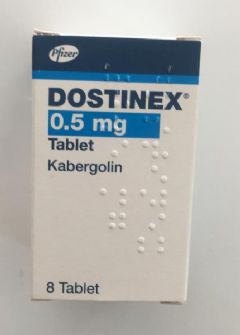 Pfizer
DOSTINEX®
0.5 mg
Tablet
Kabergolin
8 Tablet